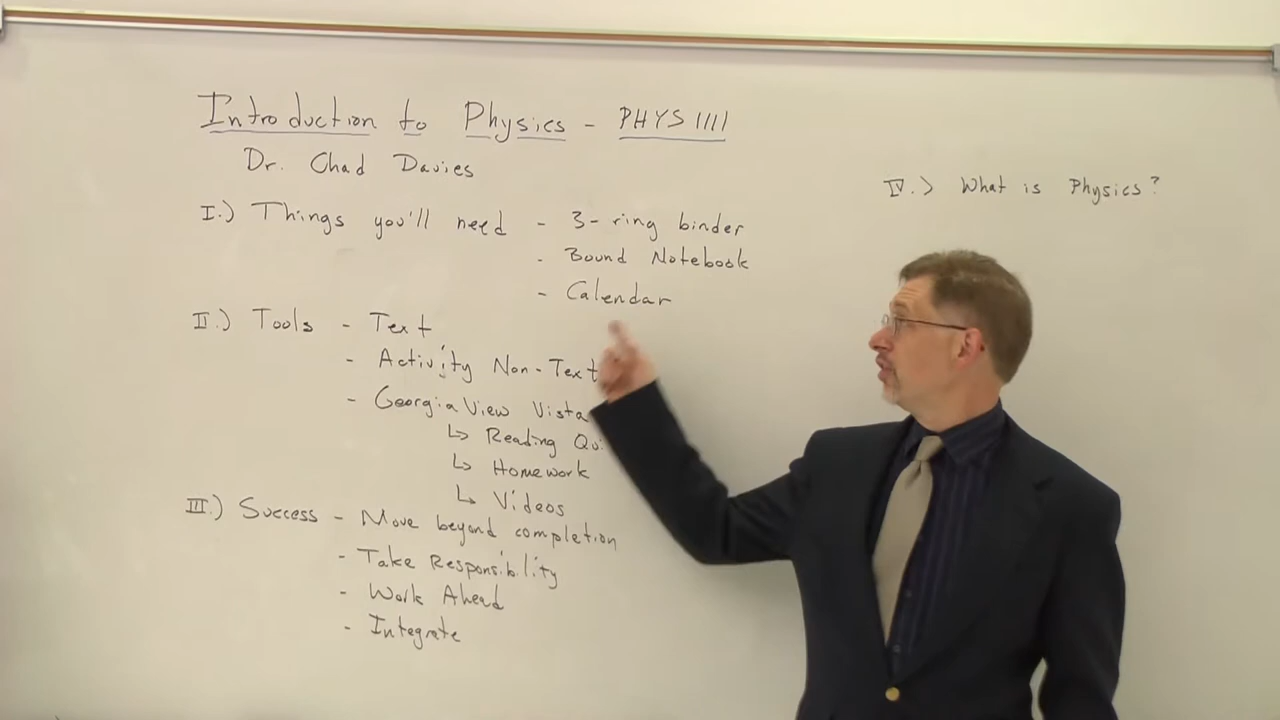 Introduction to Physics - PHYS 1111
Dr. Chad Davies
I.) Things you'll need - 3-ring binder
- Bound Notebook
- Calendar
II.) Tools - Text
- Activity Non-Text
- GeorgiaView Vista
↳ Reading
↳ Homework
↳ Videos
III.) Success - Move beyond completion
- Take Responsibility
- Work Ahead
- Integrate
IV.) What is Physics?